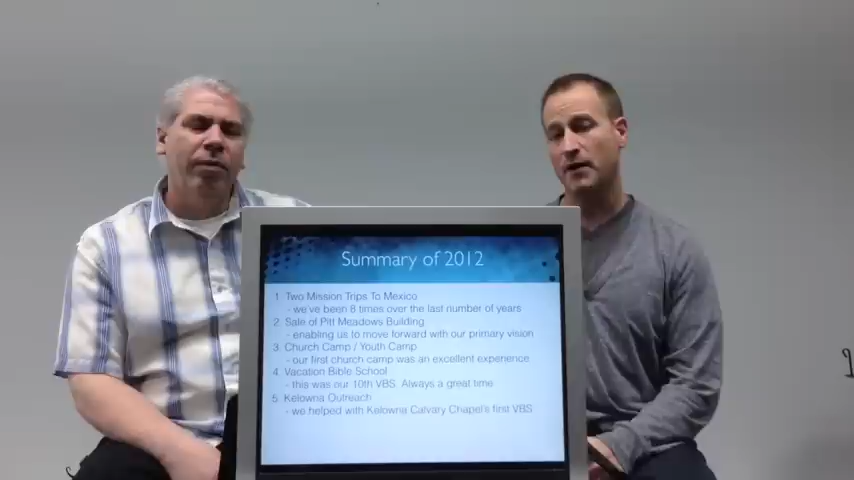 Summary of 2012
1 Two Mission Trips To Mexico
- we've been 8 times over the last number of years
2. Sale of Pitt Meadows Building
- enabling us to move forward with our primary vision
3 Church Camp / Youth Camp
- our first church camp was an excellent experience
4 Vacation Bible School
- this was our 10th VBS. Always a great time
5 Kelowna Outreach
- we helped with Kelowna Calvary Chapel's first VBS